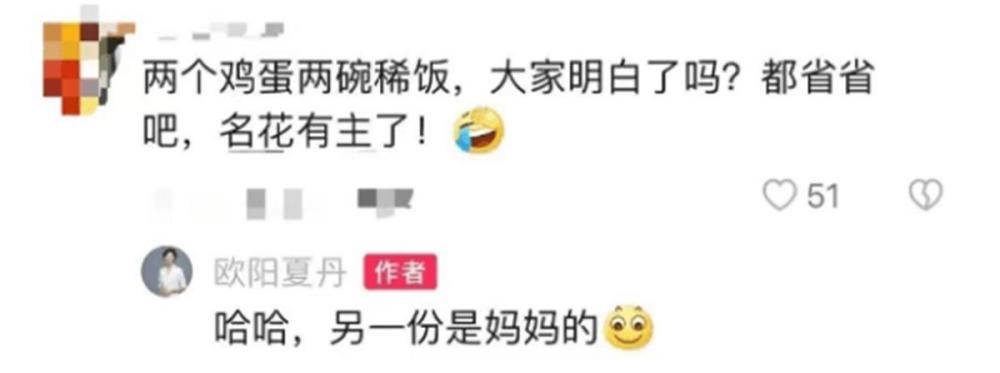 两个鸡蛋两碗稀饭，大家明白了吗？都省省
吧，名花有主了！
51
欧阳夏丹 作者
哈哈，另一份是妈妈的